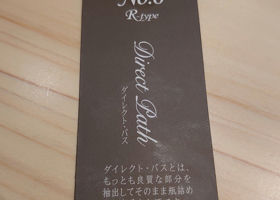 No.6
R-type
Direct Path
ダイレクト・パス
ダイレクト・パスとは、
もっとも良質な部分を
抽出してそのまま瓶詰め